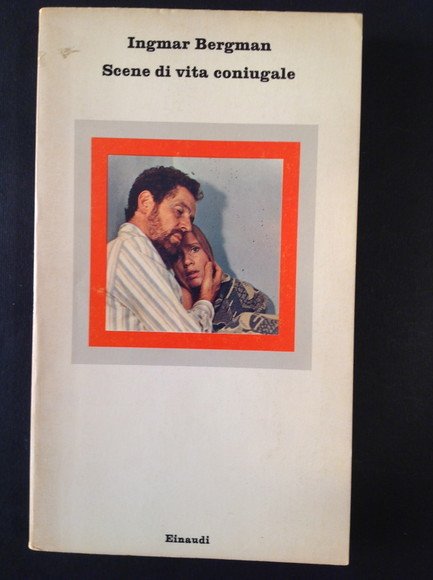 Ingmar Bergman
Scene di vita coniugale
Einaudi